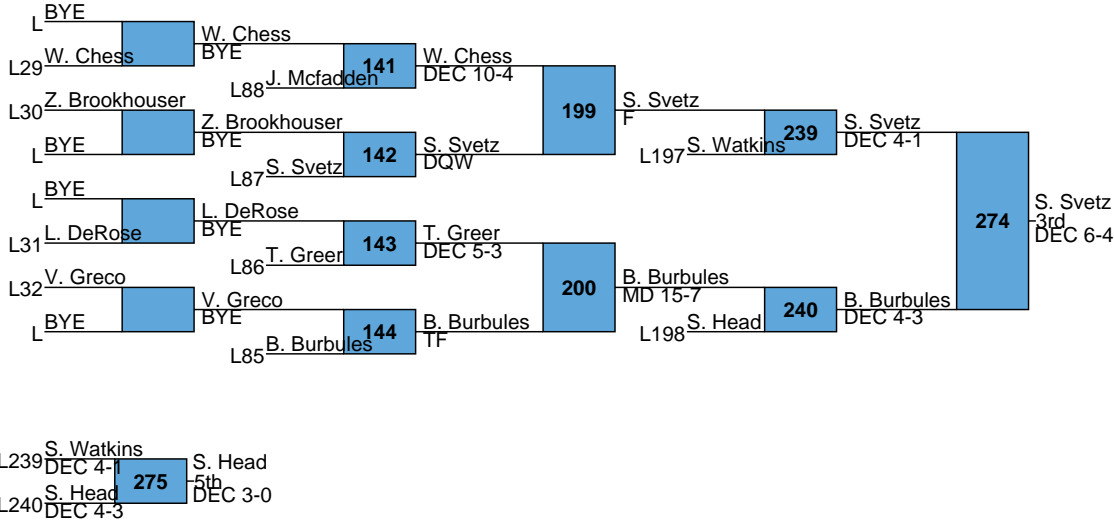 L BYE
L29 W. Chess
W. Chess
BYE
L30 Z. Brookhouser
L BYE
Z. Brookhouser
BYE
L BYE
L31 L. DeRose
L. DeRose
BYE
L32 V. Greco
L BYE
V. Greco
BYE
L88 J. Mcfadden
141
W. Chess
DEC 10-4
L87 S. Svetz
142
S. Svetz
DQW
L86 T. Greer
143
T. Greer
DEC 5-3
L85 B. Burbules
144
B. Burbules
TF
199
S. Svetz
F
200
B. Burbules
MD 15-7
L197 S. Watkins
239
S. Svetz
DEC 4-1
L198 S. Head
240
B. Burbules
DEC 4-3
274
S. Svetz
3rd
DEC 6-4
L239 S. Watkins
DEC 4-1
L240 S. Head
DEC 4-3
275
S. Head
5th
DEC 3-0